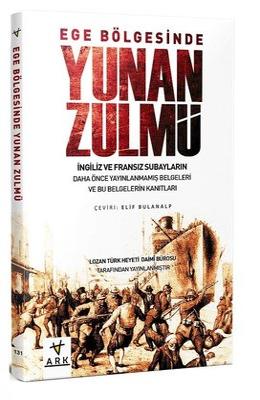 EGE BÖLGESİNDE
YUNAN
ZULMÜ
İNGİLİZ VE FRANSIZ SUBAYLARIN
DAHA ÖNCE YAYINLANMAMIŞ BELGELERİ
VE BU BELGELERİN KANITLARI
ÇEVİRİ: ELİF BULANALP
LOZAN TÜRK HEYETİ DAİMİ BÜROSU
TARAFINDAN YAYINLANMIŞTIR
ARK
EGE BÖLGESİNDE YUNAN ZULMÜ
131